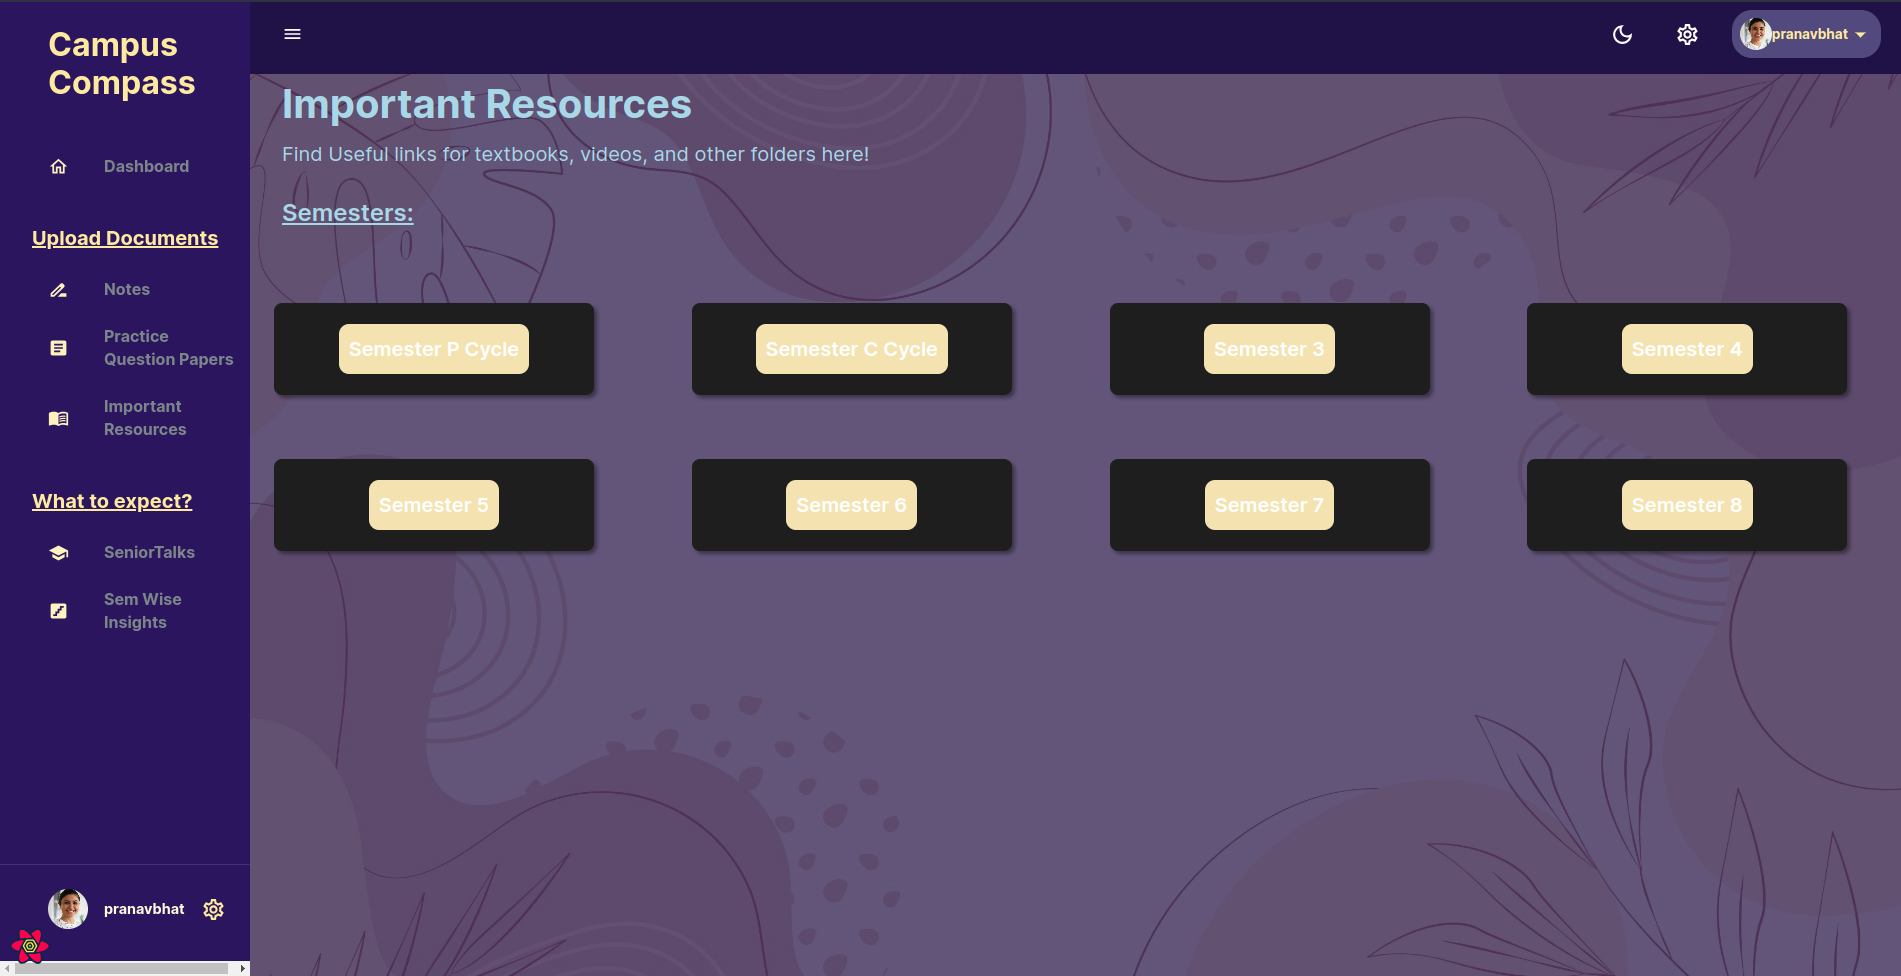 Campus
Compass
pranavbhat
Dashboard
Upload Documents
Notes
Practice
Question Papers
Important
Resources
What to expect?
SeniorTalks
Sem Wise
Insights
pranavbhat
Important Resources
Find Useful links for textbooks, videos, and other folders here!
Semesters:
Semester P Cycle
Semester C Cycle
Semester 3
Semester 4
Semester 5
Semester 6
Semester 7
Semester 8